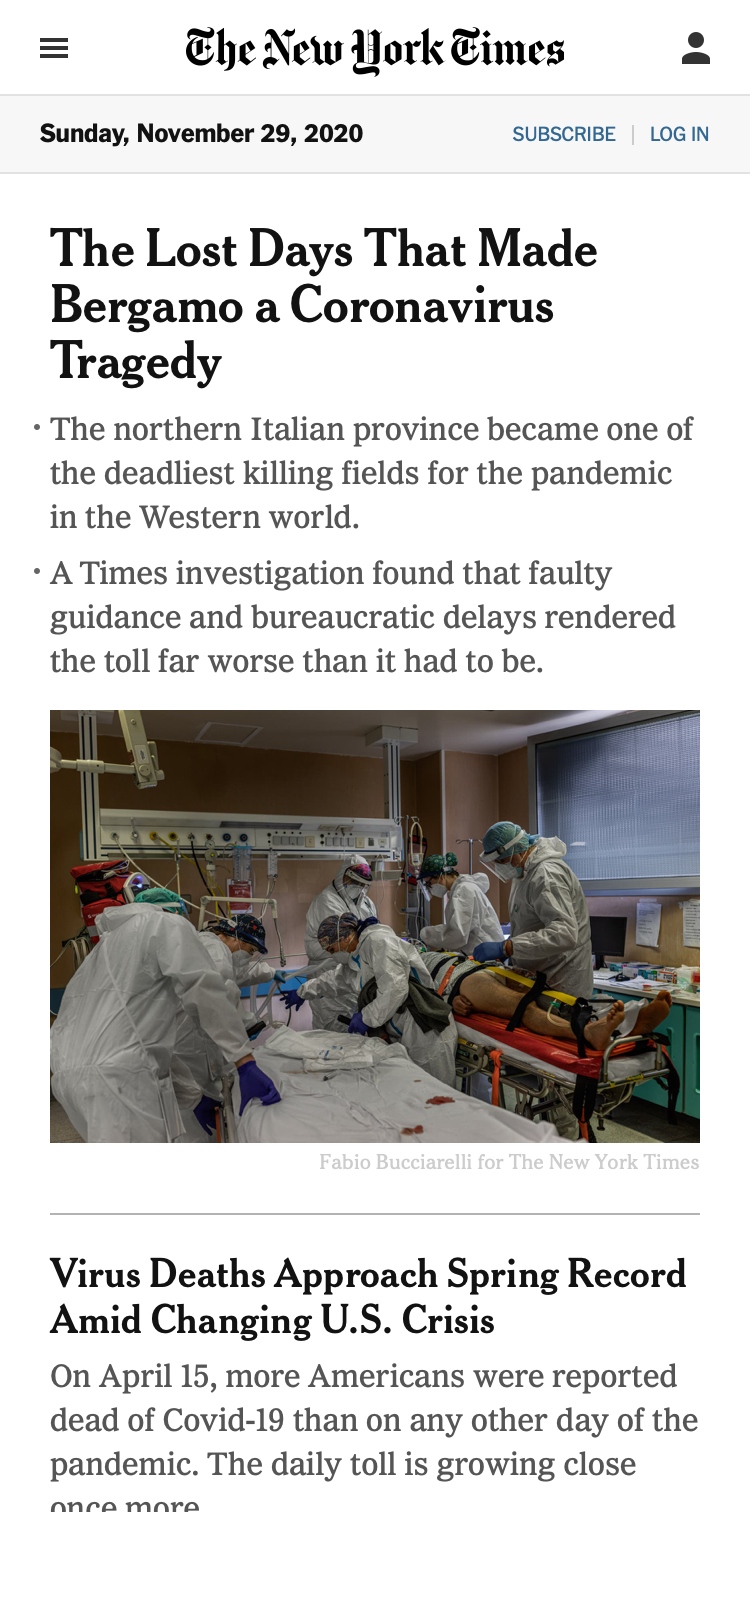 The New York Times
Sunday, November 29, 2020
SUBSCRIBE | LOG IN
The Lost Days That Made
Bergamo a Coronavirus
Tragedy
• The northern Italian province became one of
the deadliest killing fields for the pandemic
in the Western world.
• A Times investigation found that faulty
guidance and bureaucratic delays rendered
the toll far worse than it had to be.
Fabio Bucciarelli for The New York Times
Virus Deaths Approach Spring Record
Amid Changing U.S. Crisis
On April 15, more Americans were reported
dead of Covid-19 than on any other day of the
pandemic. The daily toll is growing close
once more